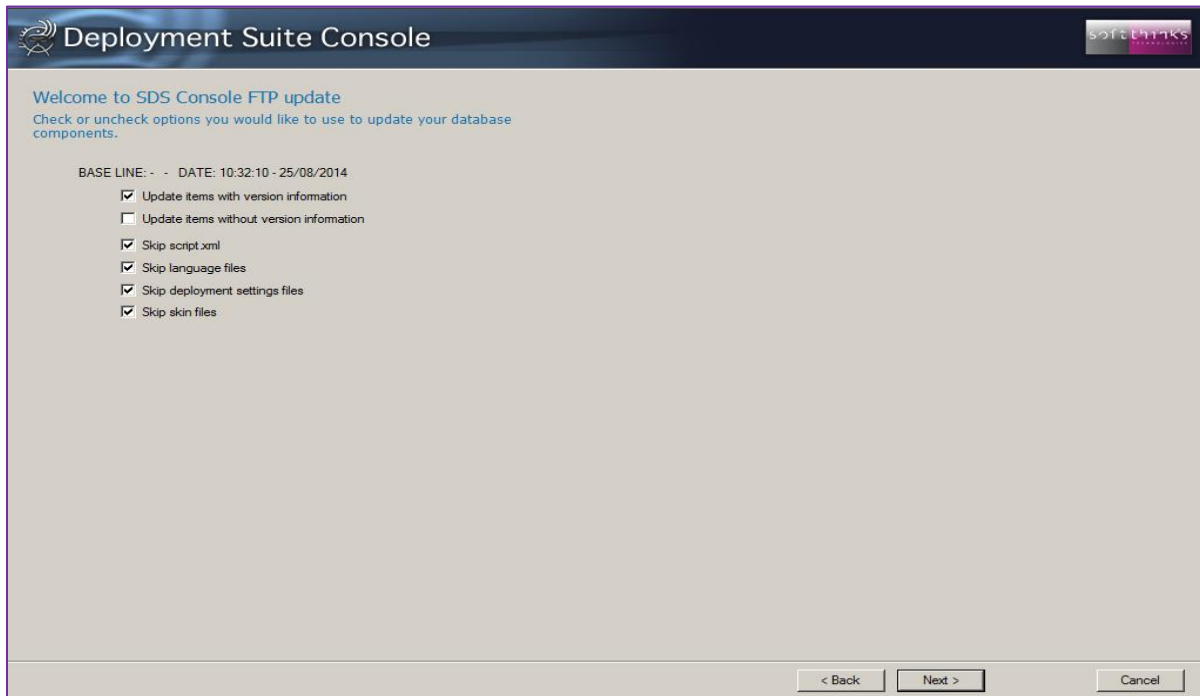 Deployment Suite Console
softthinks
TECHNOLOGIES
Welcome to SDS Console FTP update
Check or uncheck options you would like to use to update your database
components.
BASE LINE: - - DATE: 10:32:10 - 25/08/2014
Update items with version information
Update items without version information
Skip script.xml
Skip language files
Skip deployment settings files
Skip skin files
< Back
Next >
Cancel